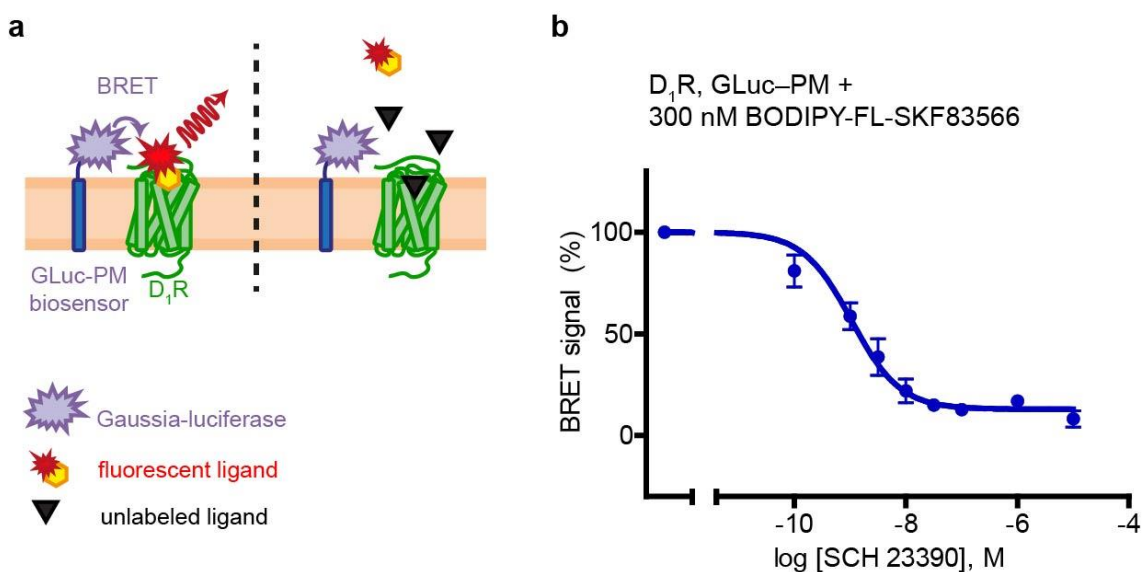 a
BRET
GLuc-PM
biosensor
D₁R
Gaussia-luciferase
fluorescent ligand
unlabeled ligand
b
D₁R, GLuc–PM +
300 nM BODIPY-FL-SKF83566
BRET signal (%)
100
50
0
-10
-8
-6
-4
log [SCH 23390], M